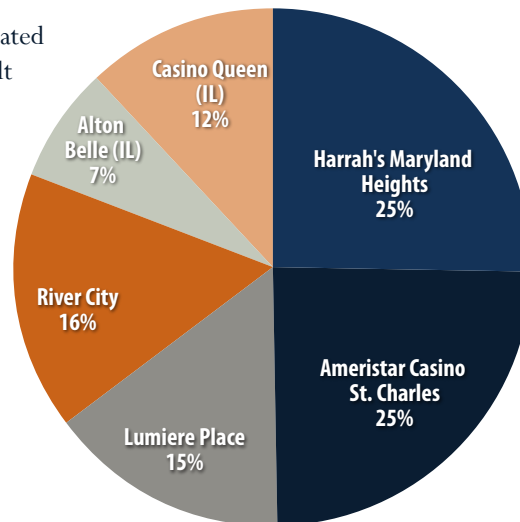 ated
lt
Casino Queen
(IL)
12%
Alton
Belle (IL)
7%
Harrah's Maryland
Heights
25%
River City
16%
Ameristar Casino
St. Charles
25%
Lumiere Place
15%